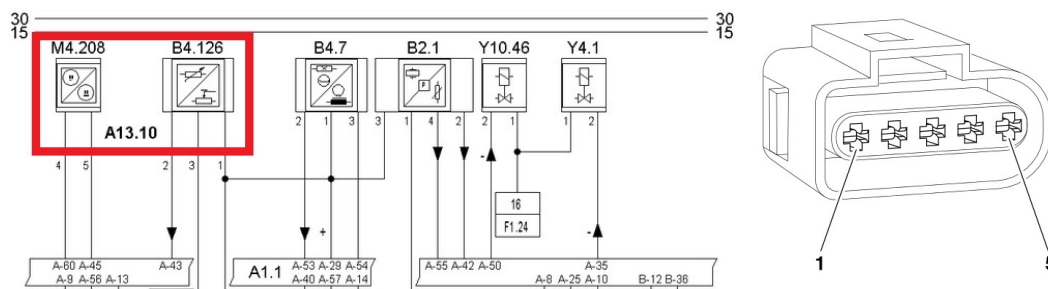 30 30
15 15
M4.208 B4.126 B4.7 B2.1 Y10.46 Y4.1
A13.10
2 1 3 3 4 2 2 1 1 2
4 5 2 3 1
-
16
F1.24
+ -
A-60 A-45 A-43 A-53 A-29 A-54 A-55 A-42 A-50 A-35
A1.1
A-9 A-56 A-13 A-40 A-57 A-14 A-8 A-25 A-10 B-12 B-36
1 5